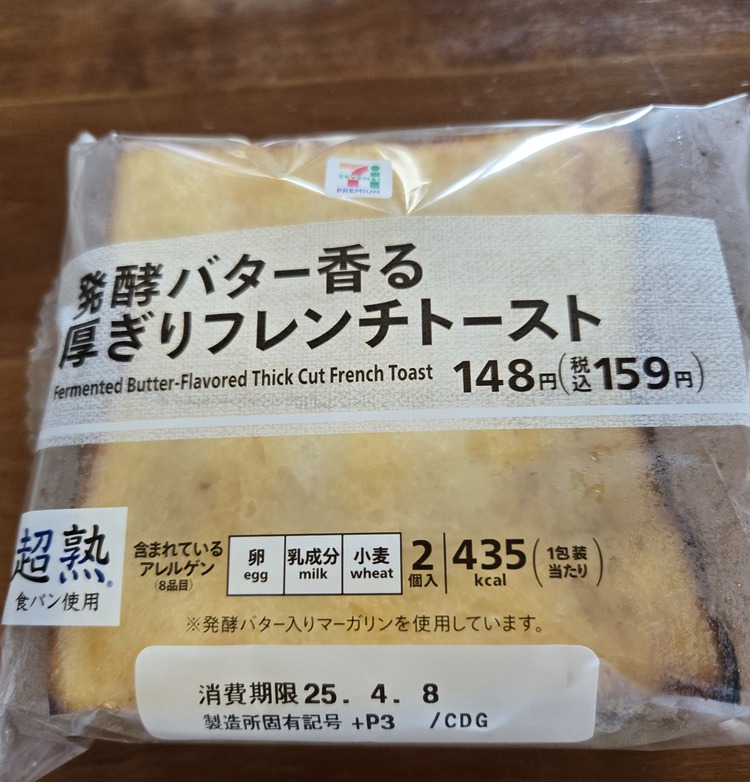 7
SEVEN&i
PREMIUM
発酵バター香る
厚ぎりフレンチトースト
Fermented Butter-Flavored Thick Cut French Toast
148円(税込159円)
超熟®
食パン使用
含まれている
アレルゲン
(8品目)
卵 乳成分 小麦
egg milk wheat
2個入
435kcal
(1包装当たり)
※発酵バター入りマーガリンを使用しています。
消費期限 25. 4. 8
製造所固有記号 +P3 /CDG